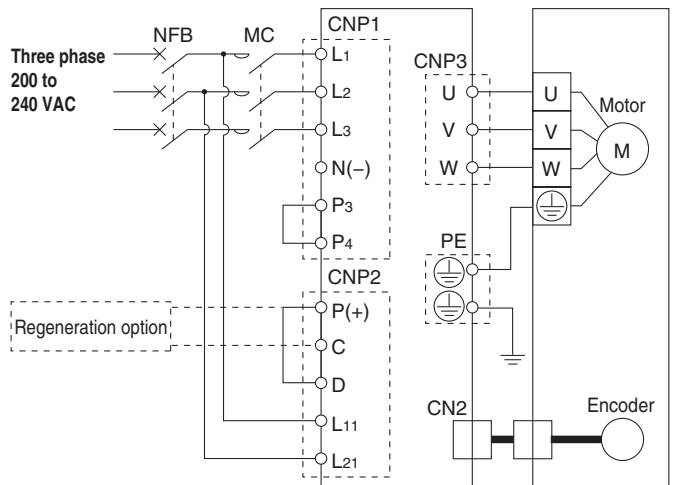 NFB MC CNP1
Three phase
200 to
240 VAC
L1
L2
L3
N(−)
P3
P4
CNP3
U
V
W
U
V
W
Motor
M
PE
CNP2
Regeneration option
P(+)
C
D
L11
L21
CN2
Encoder